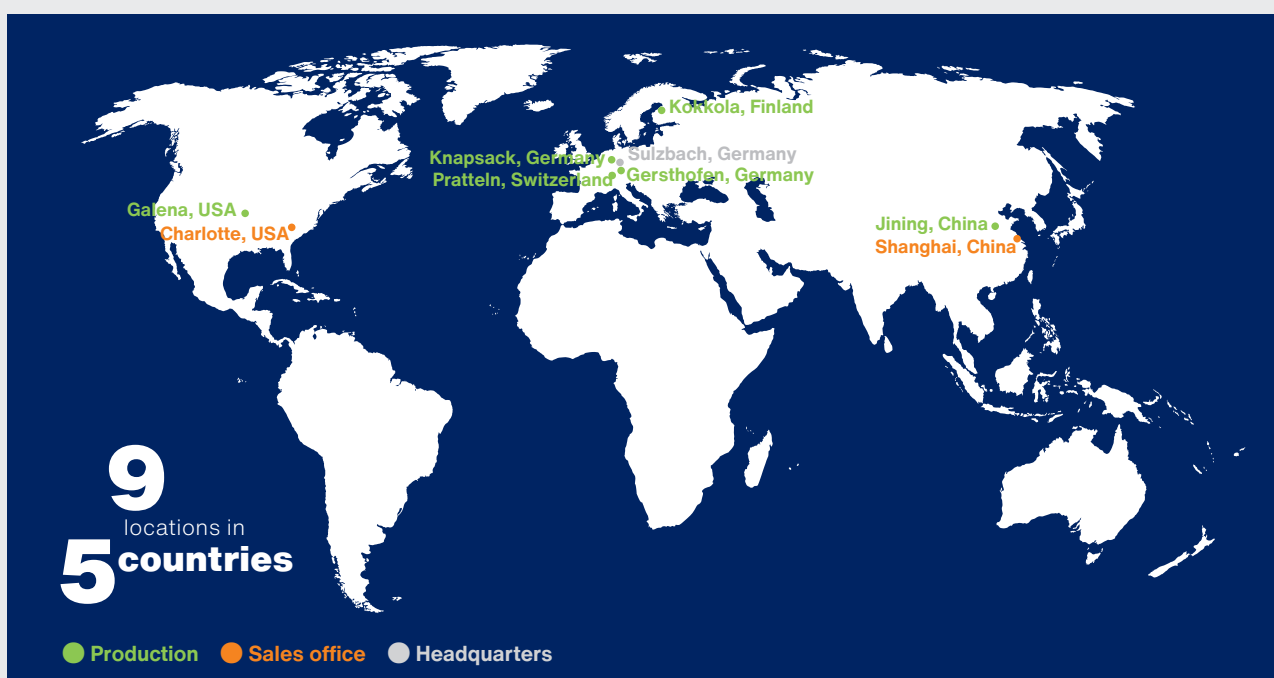 Kokkola, Finland
Knapsack, Germany
Sulzbach, Germany
Pratteln, Switzerland
Gersthofen, Germany
Galena, USA
Charlotte, USA
Jining, China
Shanghai, China
9
locations in
5 countries
Production
Sales office
Headquarters